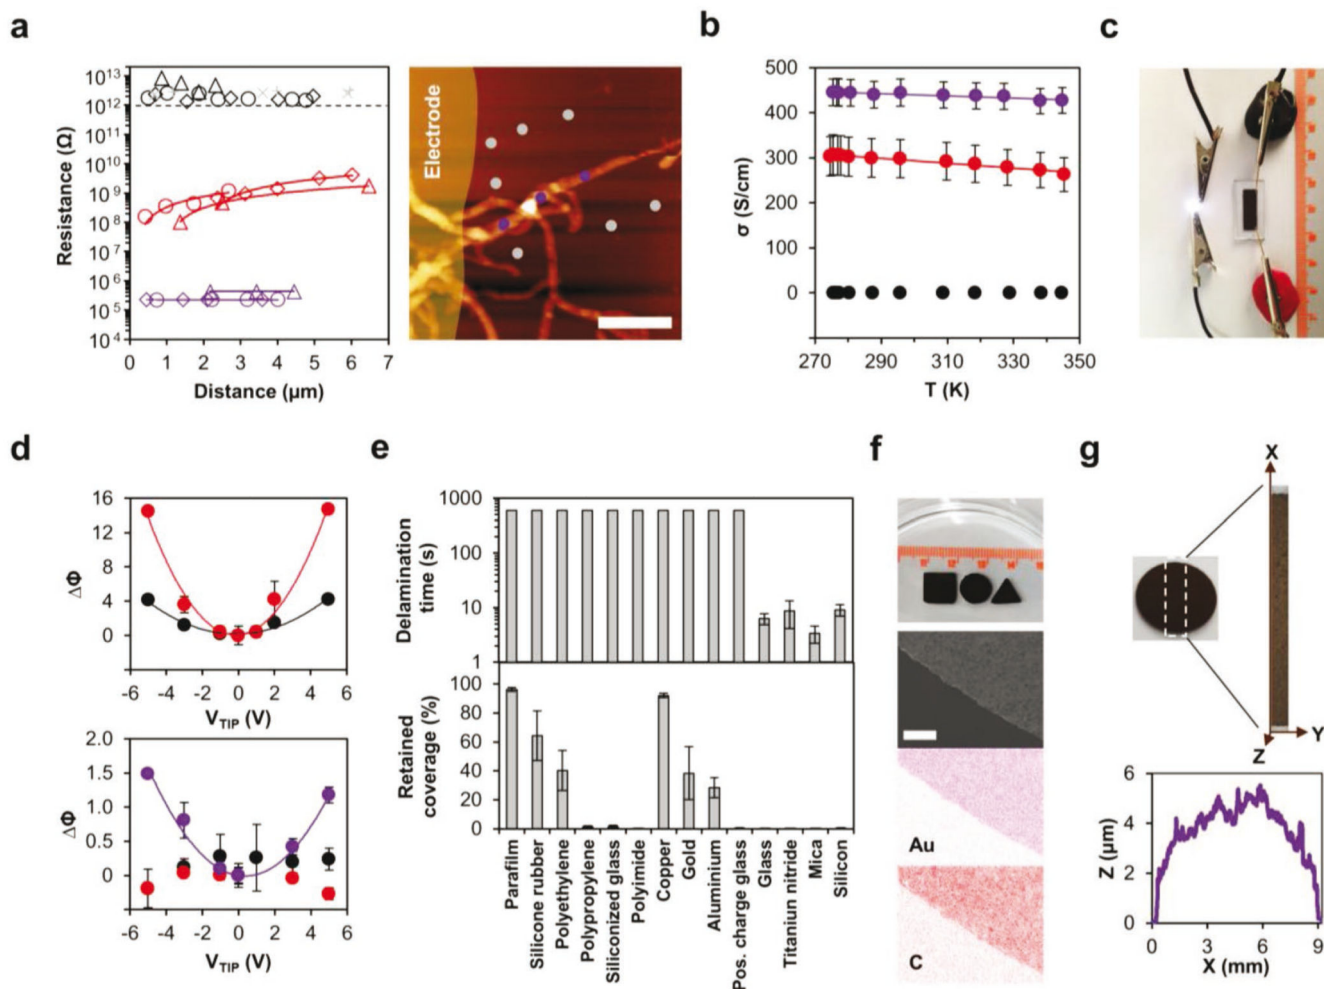 a
Resistance (Ω)
10¹³
10¹²
10¹¹
10¹⁰
10⁹
10⁸
10⁷
10⁶
10⁵
10⁴
0 1 2 3 4 5 6 7
Distance (µm)
Electrode
b
σ (S/cm)
500
400
300
200
100
0
270 290 310 330 350
T (K)
c
d
ΔΦ
16
12
8
4
0
-6 -4 -2 0 2 4 6
V_TIP (V)
ΔΦ
2.0
1.5
1.0
0.5
0
-6 -4 -2 0 2 4 6
V_TIP (V)
e
Delamination
time (s)
1000
100
10
1
Retained
coverage (%)
100
80
60
40
20
0
Parafilm
Silicone rubber
Polyethylene
Polypropylene
Siliconized glass
Polyimide
Copper
Gold
Aluminium
Pos. charge glass
Glass
Titaniun nitride
Mica
Silicon
f
Au
C
g
X
Y
Z
Z (µm)
6
4
2
0
0 3 6 9
X (mm)